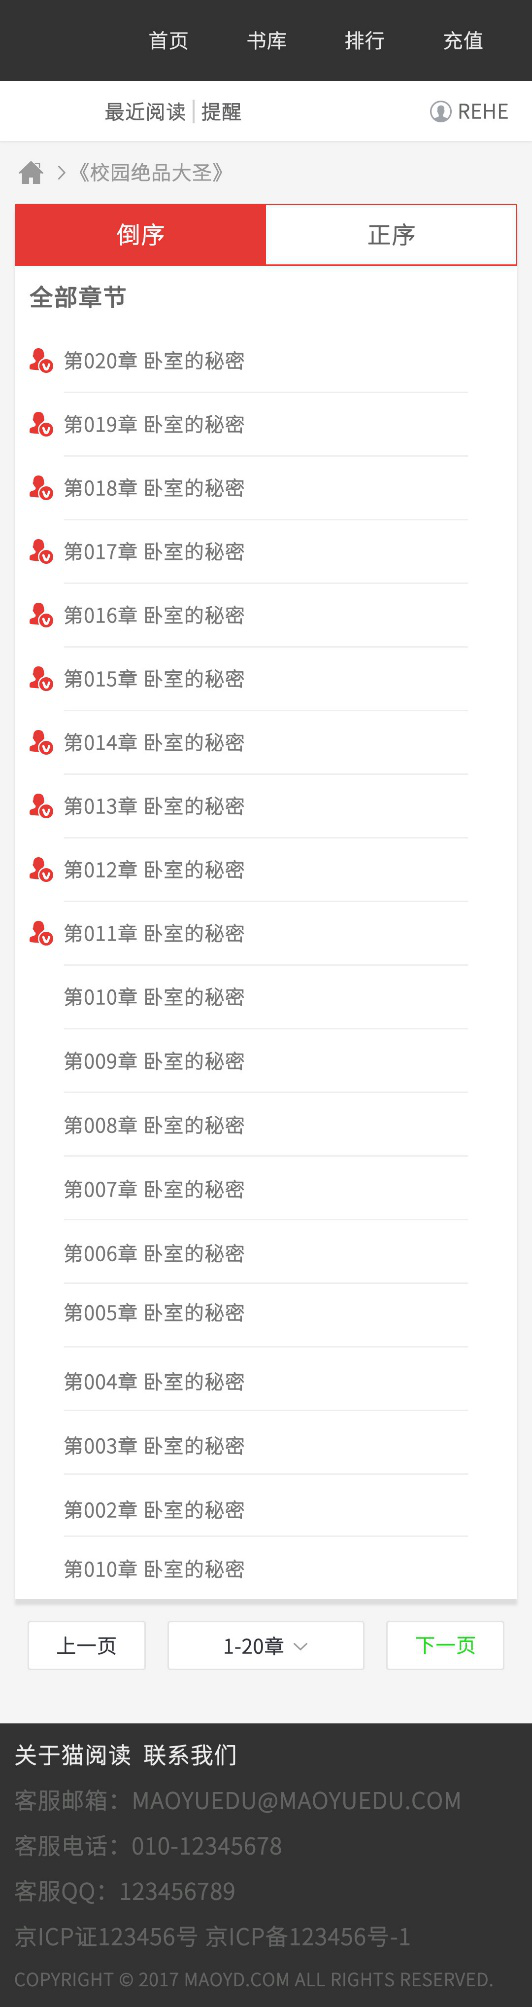 首页 书库 排行 充值
最近阅读 | 提醒 REHE
《校园绝品大圣》
倒序 正序
全部章节
第020章 卧室的秘密
第019章 卧室的秘密
第018章 卧室的秘密
第017章 卧室的秘密
第016章 卧室的秘密
第015章 卧室的秘密
第014章 卧室的秘密
第013章 卧室的秘密
第012章 卧室的秘密
第011章 卧室的秘密
第010章 卧室的秘密
第009章 卧室的秘密
第008章 卧室的秘密
第007章 卧室的秘密
第006章 卧室的秘密
第005章 卧室的秘密
第004章 卧室的秘密
第003章 卧室的秘密
第002章 卧室的秘密
第010章 卧室的秘密
上一页 1-20章 下一页
关于猫阅读 联系我们
客服邮箱：MAOYUEDU@MAOYUEDU.COM
客服电话：010-12345678
客服QQ：123456789
京ICP证123456号 京ICP备123456号-1
COPYRIGHT © 2017 MAOYD.COM ALL RIGHTS RESERVED.